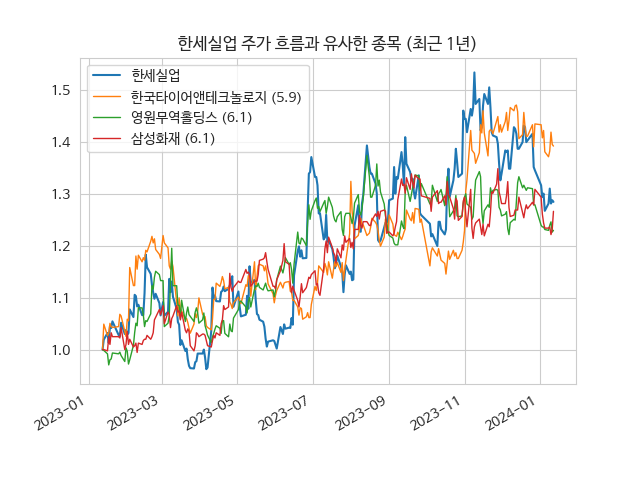 한세실업 주가 흐름과 유사한 종목 (최근 1년)
한세실업
한국타이어앤테크놀로지 (5.9)
영원무역홀딩스 (6.1)
삼성화재 (6.1)
1.5
1.4
1.3
1.2
1.1
1.0
2023-01
2023-03
2023-05
2023-07
2023-09
2023-11
2024-01